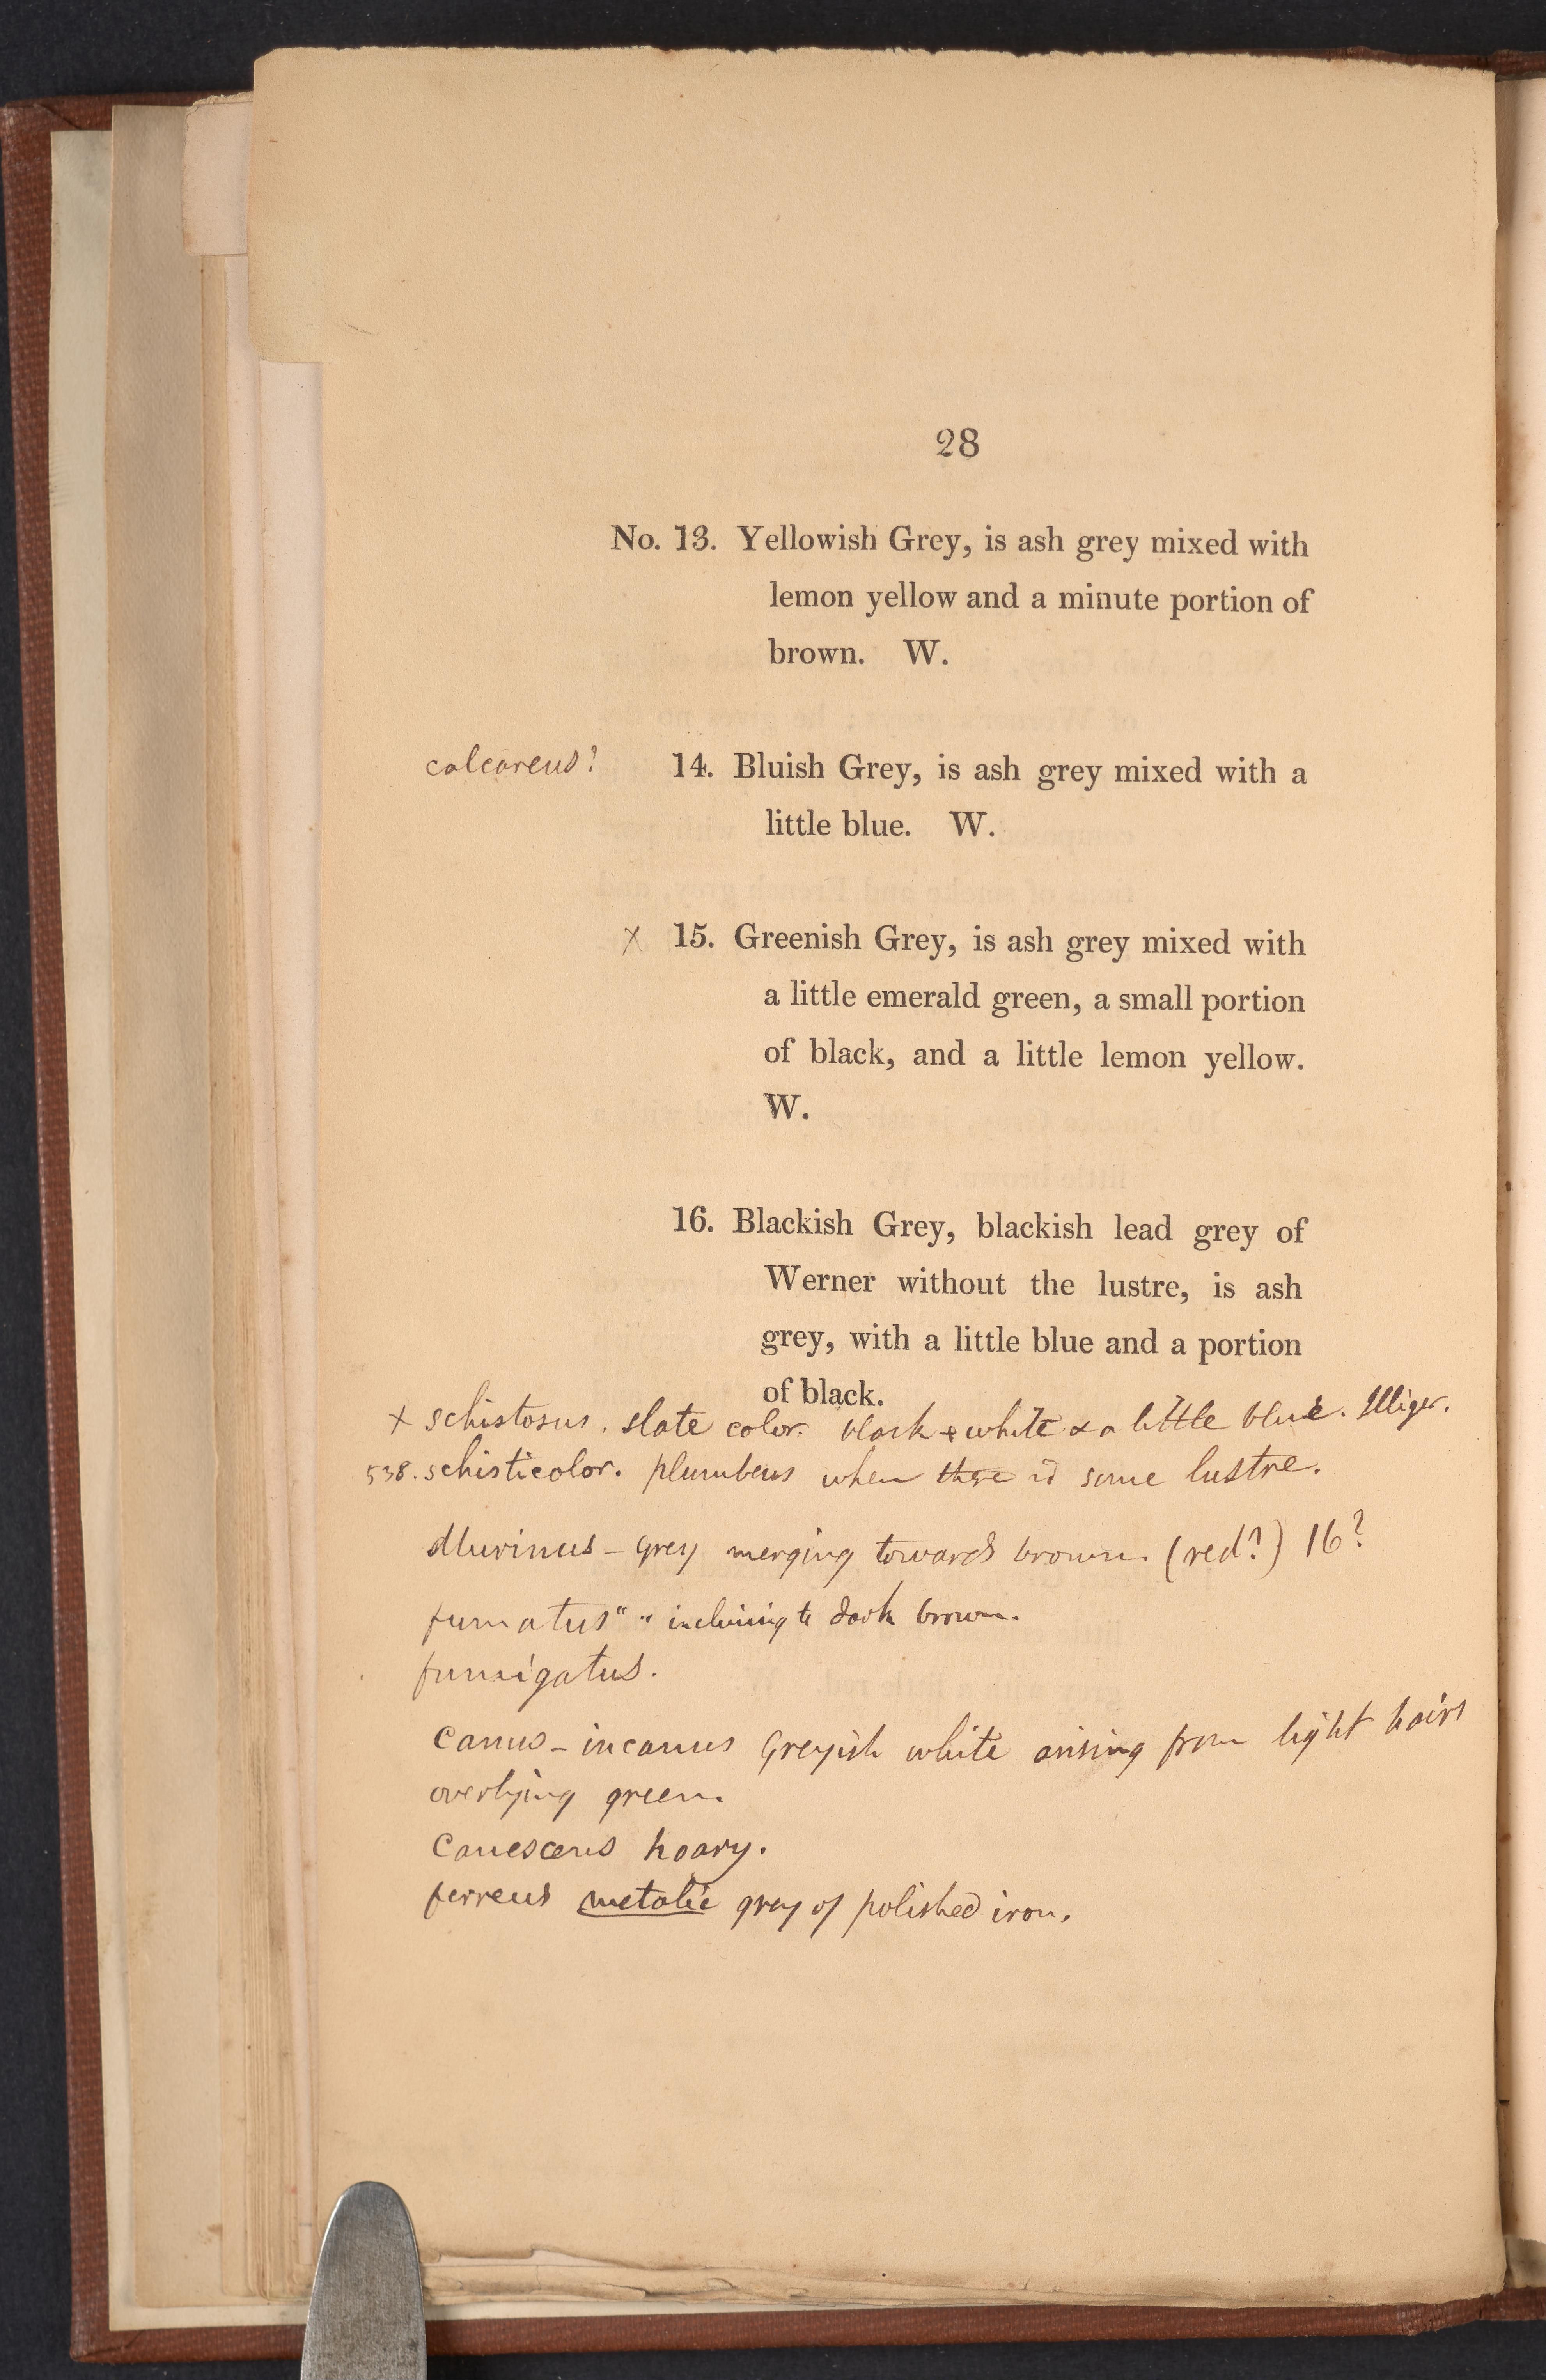 28
No. 13. Yellowish Grey, is ash grey mixed with
lemon yellow and a minute portion of
brown. W.
calcareus?
14. Bluish Grey, is ash grey mixed with a
little blue. W.
x 15. Greenish Grey, is ash grey mixed with
a little emerald green, a small portion
of black, and a little lemon yellow.
W.
16. Blackish Grey, blackish lead grey of
Werner without the lustre, is ash
grey, with a little blue and a portion
of black.
x schistosus. slate color. black & white & a little blue. Illiger.
538. schisticolor. plumbeus when there is some lustre.
Murinus - grey merging towards brown. (red?) 16?
fumatus " " inclining to dark brown.
fumigatus.
Canus - incanus Greyish white arising from light hairs
overlying green.
Canescens hoary.
ferreus metalic grey of polished iron.